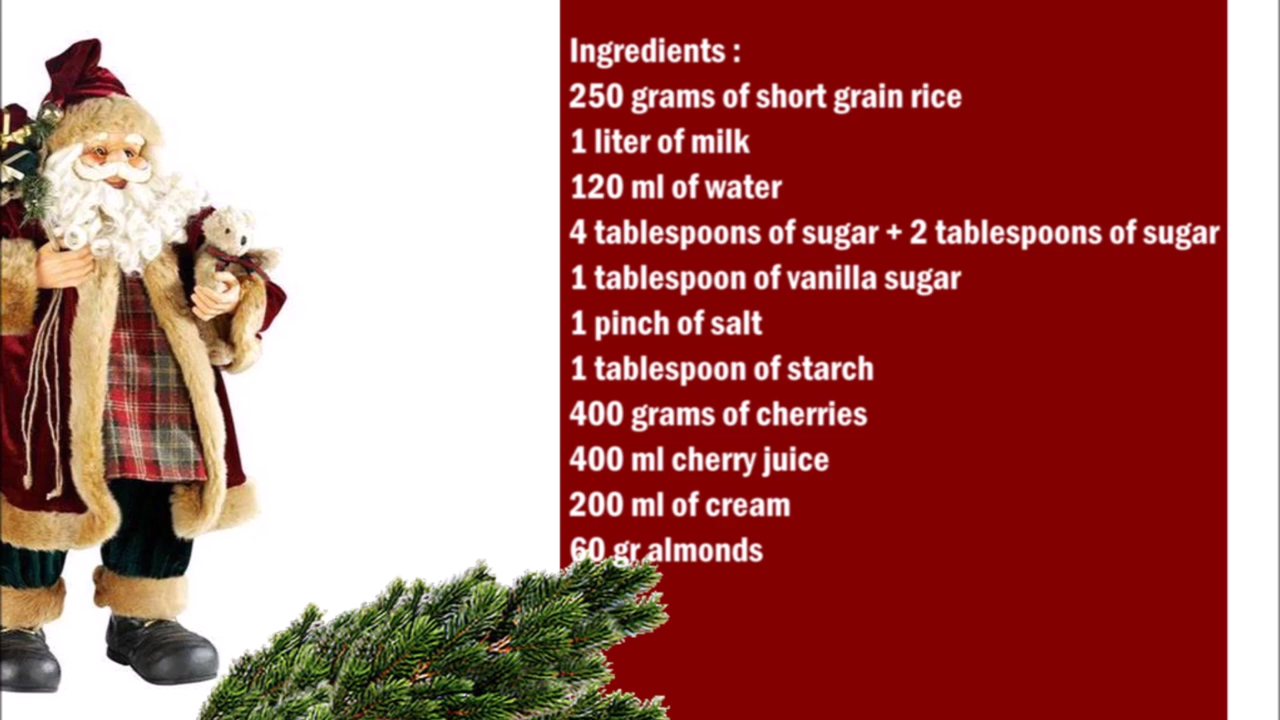 Ingredients :
250 grams of short grain rice
1 liter of milk
120 ml of water
4 tablespoons of sugar + 2 tablespoons of sugar
1 tablespoon of vanilla sugar
1 pinch of salt
1 tablespoon of starch
400 grams of cherries
400 ml cherry juice
200 ml of cream
60 gr almonds